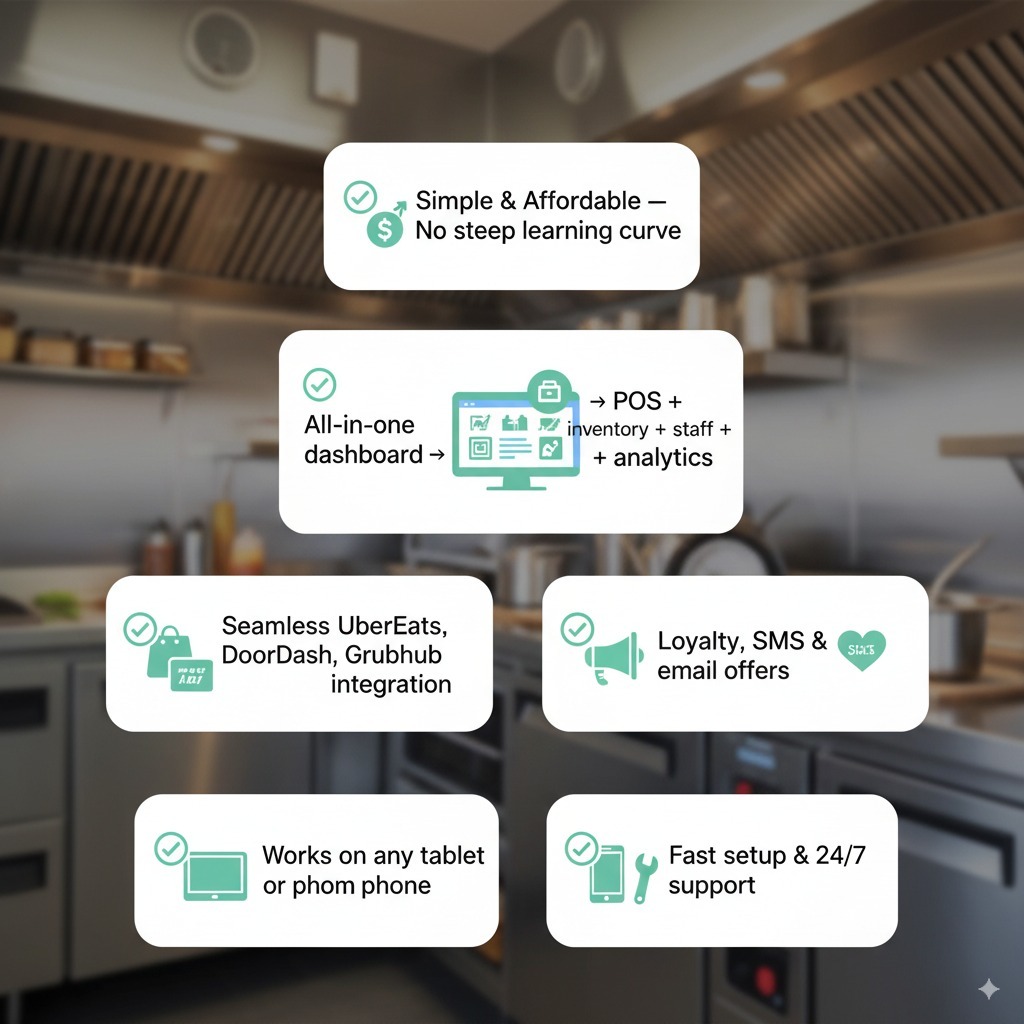 Simple & Affordable —
No steep learning curve
All-in-one
dashboard →
→ POS +
inventory + staff +
+ analytics
Seamless UberEats,
DoorDash, Grubhub
integration
Loyalty, SMS &
email offers
Works on any tablet
or phom phone
Fast setup & 24/7
support